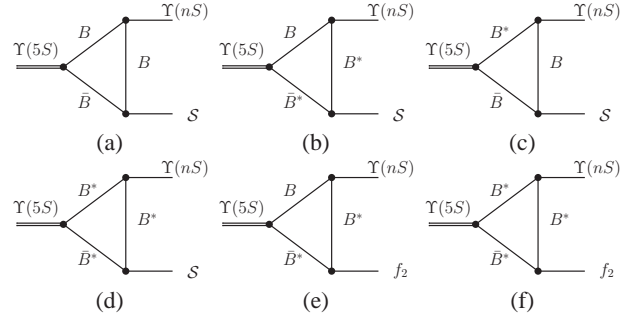 Υ(5S) B B̄ B Υ(nS) S
(a)
Υ(5S) B B̄* B* Υ(nS) S
(b)
Υ(5S) B* B̄ B Υ(nS) S
(c)
Υ(5S) B* B̄* B* Υ(nS) S
(d)
Υ(5S) B B̄* B* Υ(nS) f₂
(e)
Υ(5S) B* B̄* B* Υ(nS) f₂
(f)